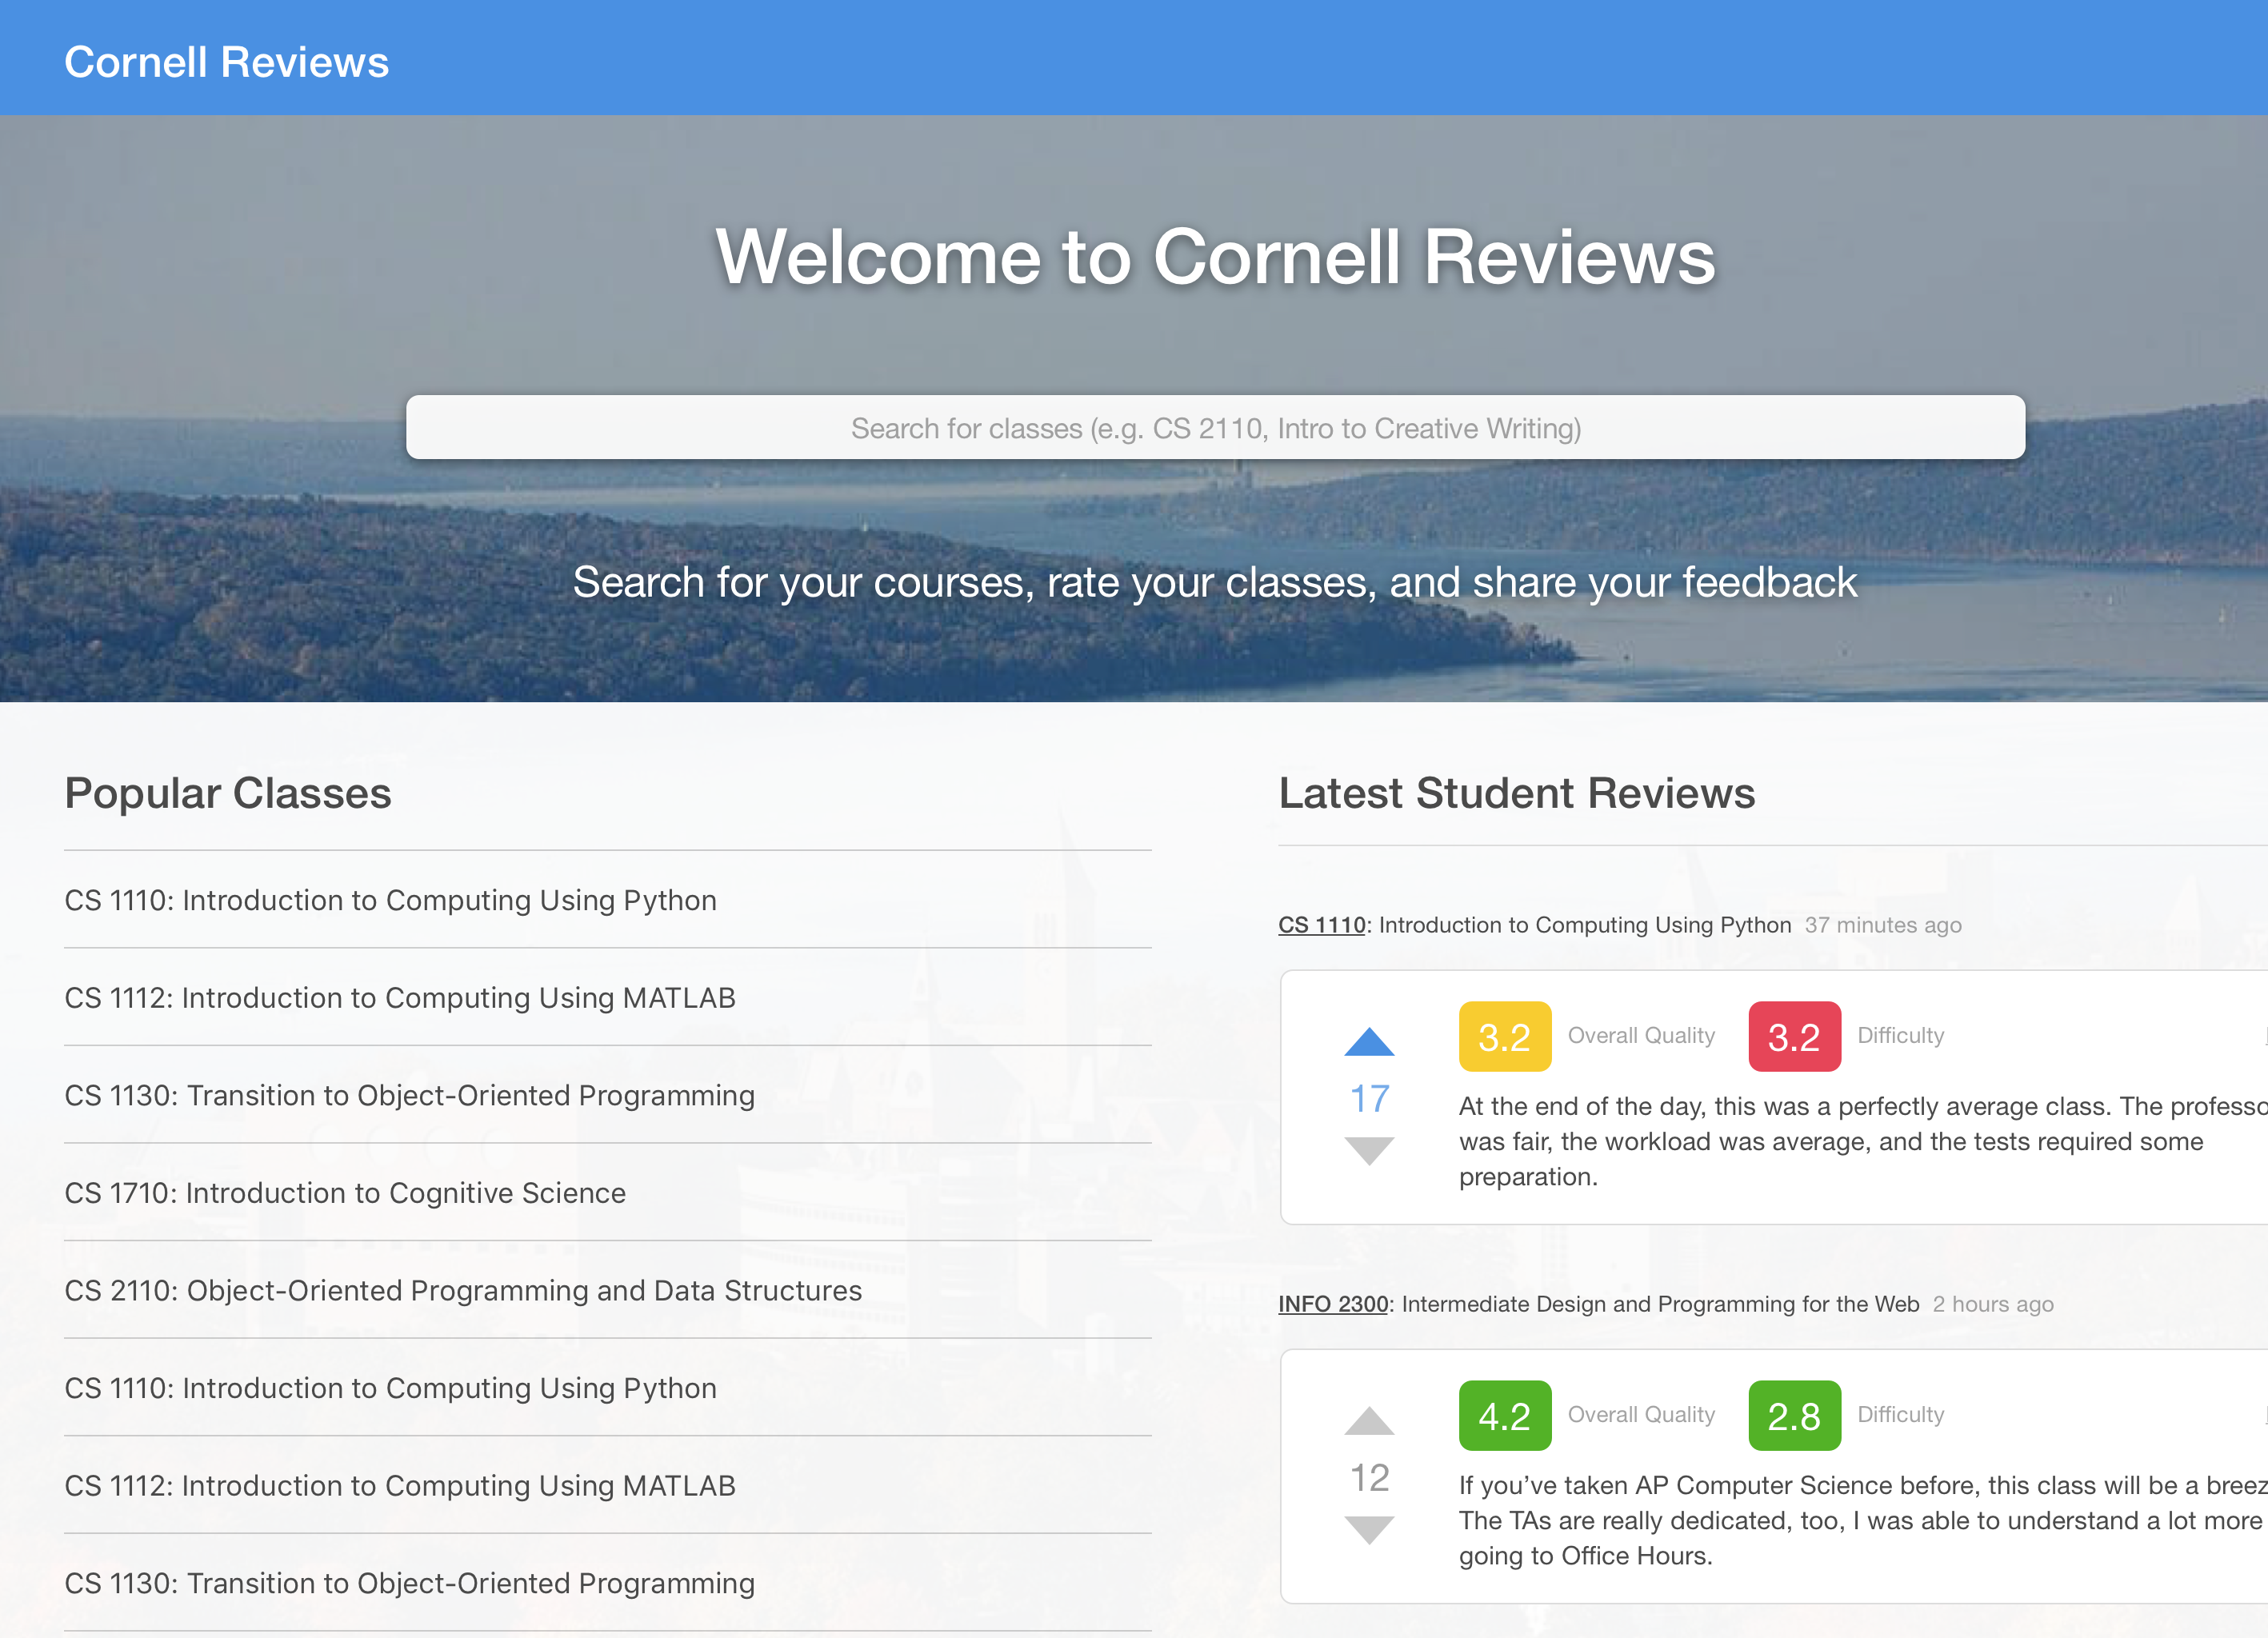 Cornell Reviews
Welcome to Cornell Reviews
Search for classes (e.g. CS 2110, Intro to Creative Writing)
Search for your courses, rate your classes, and share your feedback
Popular Classes
CS 1110: Introduction to Computing Using Python
CS 1112: Introduction to Computing Using MATLAB
CS 1130: Transition to Object-Oriented Programming
CS 1710: Introduction to Cognitive Science
CS 2110: Object-Oriented Programming and Data Structures
CS 1110: Introduction to Computing Using Python
CS 1112: Introduction to Computing Using MATLAB
CS 1130: Transition to Object-Oriented Programming
Latest Student Reviews
CS 1110: Introduction to Computing Using Python 37 minutes ago
3.2 Overall Quality 3.2 Difficulty
17
At the end of the day, this was a perfectly average class. The
was fair, the workload was average, and the tests required some
preparation.
INFO 2300: Intermediate Design and Programming for the Web 2 hours ago
4.2 Overall Quality 2.8 Difficulty
12
If you’ve taken AP Computer Science before, this class will be a
The TAs are really dedicated, too, I was able to understand a lot more
going to Office Hours.